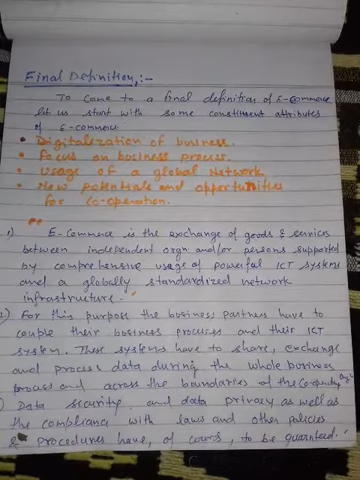 Final Definition:-
To come to a final definition of E-Commerce
let us start with some constituent attributes
of E-commerce
• Digitalization of business.
• Focus on business process.
• Usage of a global Network
• New potentials and opportunities
for co-operation.
"
1) E-Commerce is the exchange of goods & services
between independent orgn and/or persons supported
by comprehensive usage of powerful ICT systems
and a globally standardized network
infrastructure."
2) For this purpose the business partners have to
couple their business processes and their ICT
system. These systems have to share, exchange
and process data during the whole business
process and across the boundaries of the Co-operating
Data security and data privacy as well as
the compliance with laws and other policies
& procedures have, of cours, to be guaranteed.